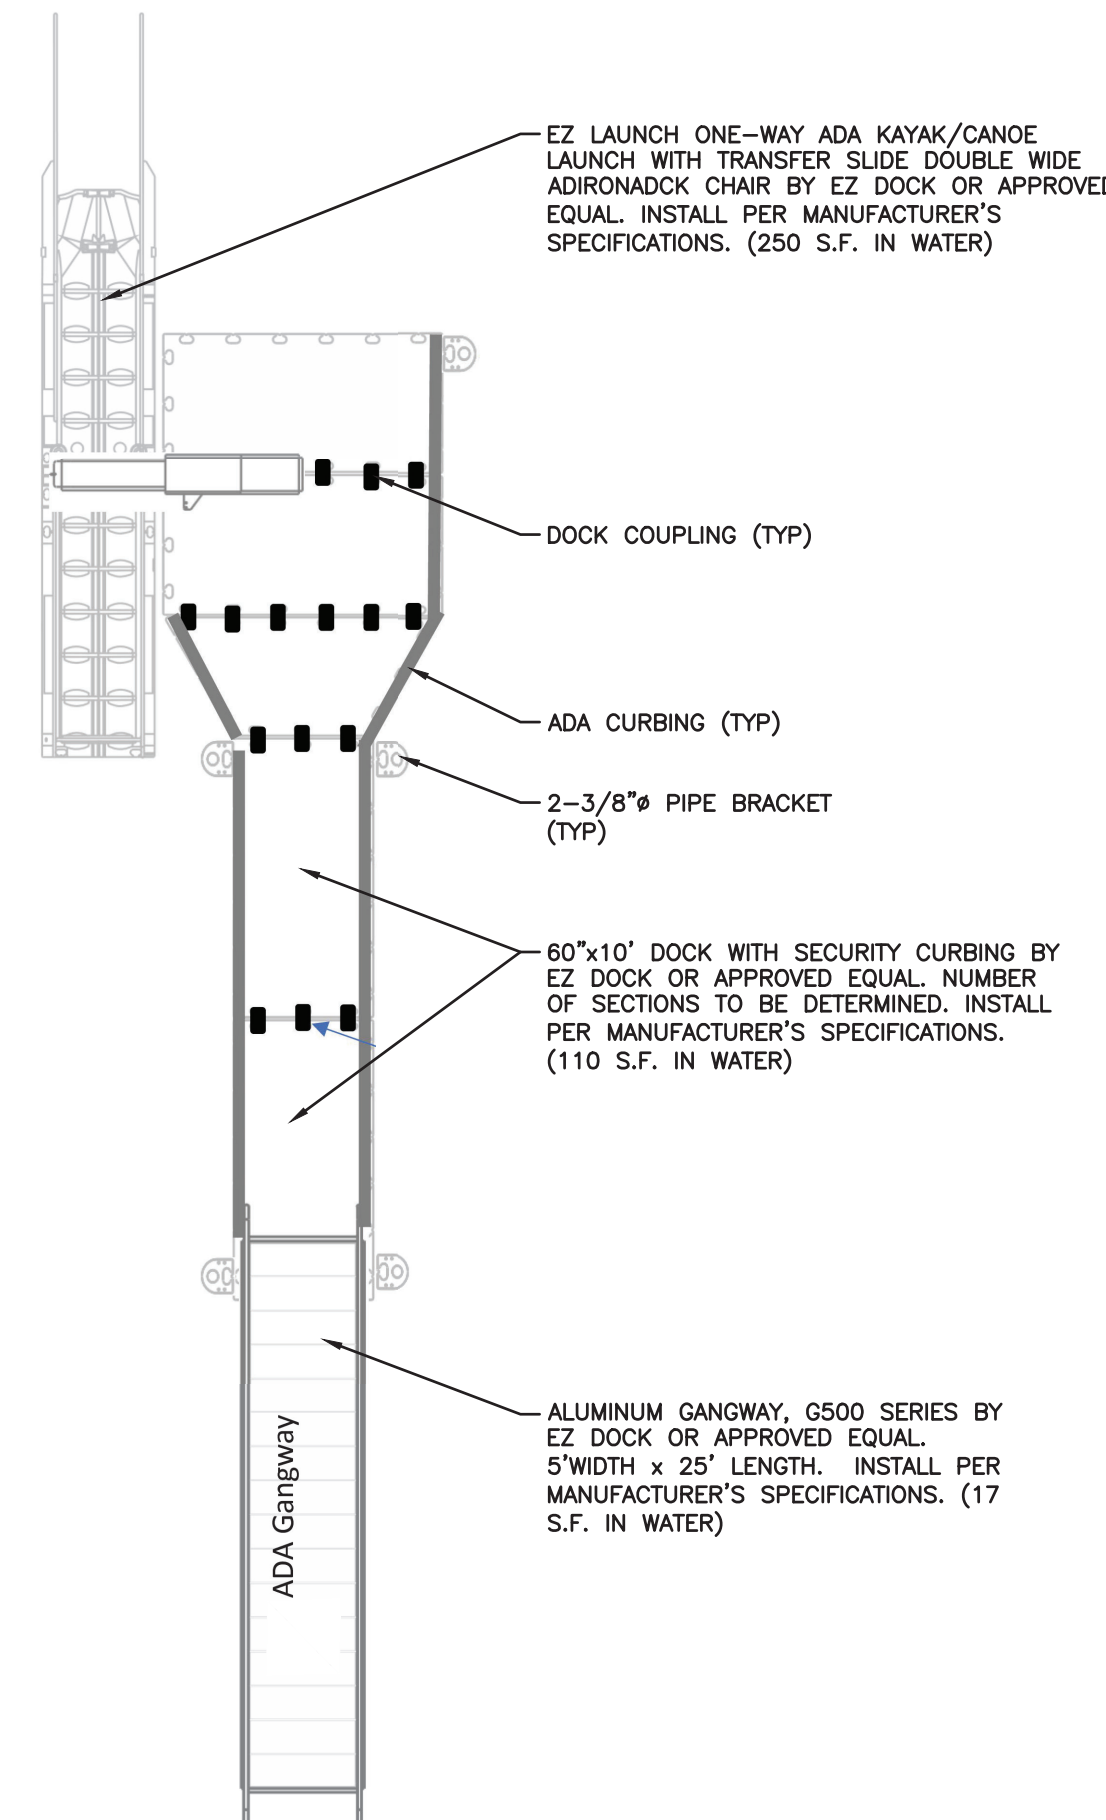 EZ LAUNCH ONE-WAY ADA KAYAK/CANOE
LAUNCH WITH TRANSFER SLIDE DOUBLE WIDE
ADIRONADCK CHAIR BY EZ DOCK OR APPROVED
EQUAL. INSTALL PER MANUFACTURER'S
SPECIFICATIONS. (250 S.F. IN WATER)
DOCK COUPLING (TYP)
ADA CURBING (TYP)
2-3/8"ø PIPE BRACKET
(TYP)
60"x10' DOCK WITH SECURITY CURBING BY
EZ DOCK OR APPROVED EQUAL. NUMBER
OF SECTIONS TO BE DETERMINED. INSTALL
PER MANUFACTURER'S SPECIFICATIONS.
(110 S.F. IN WATER)
ALUMINUM GANGWAY, G500 SERIES BY
EZ DOCK OR APPROVED EQUAL.
5'WIDTH x 25' LENGTH. INSTALL PER
MANUFACTURER'S SPECIFICATIONS. (17
S.F. IN WATER)
ADA Gangway